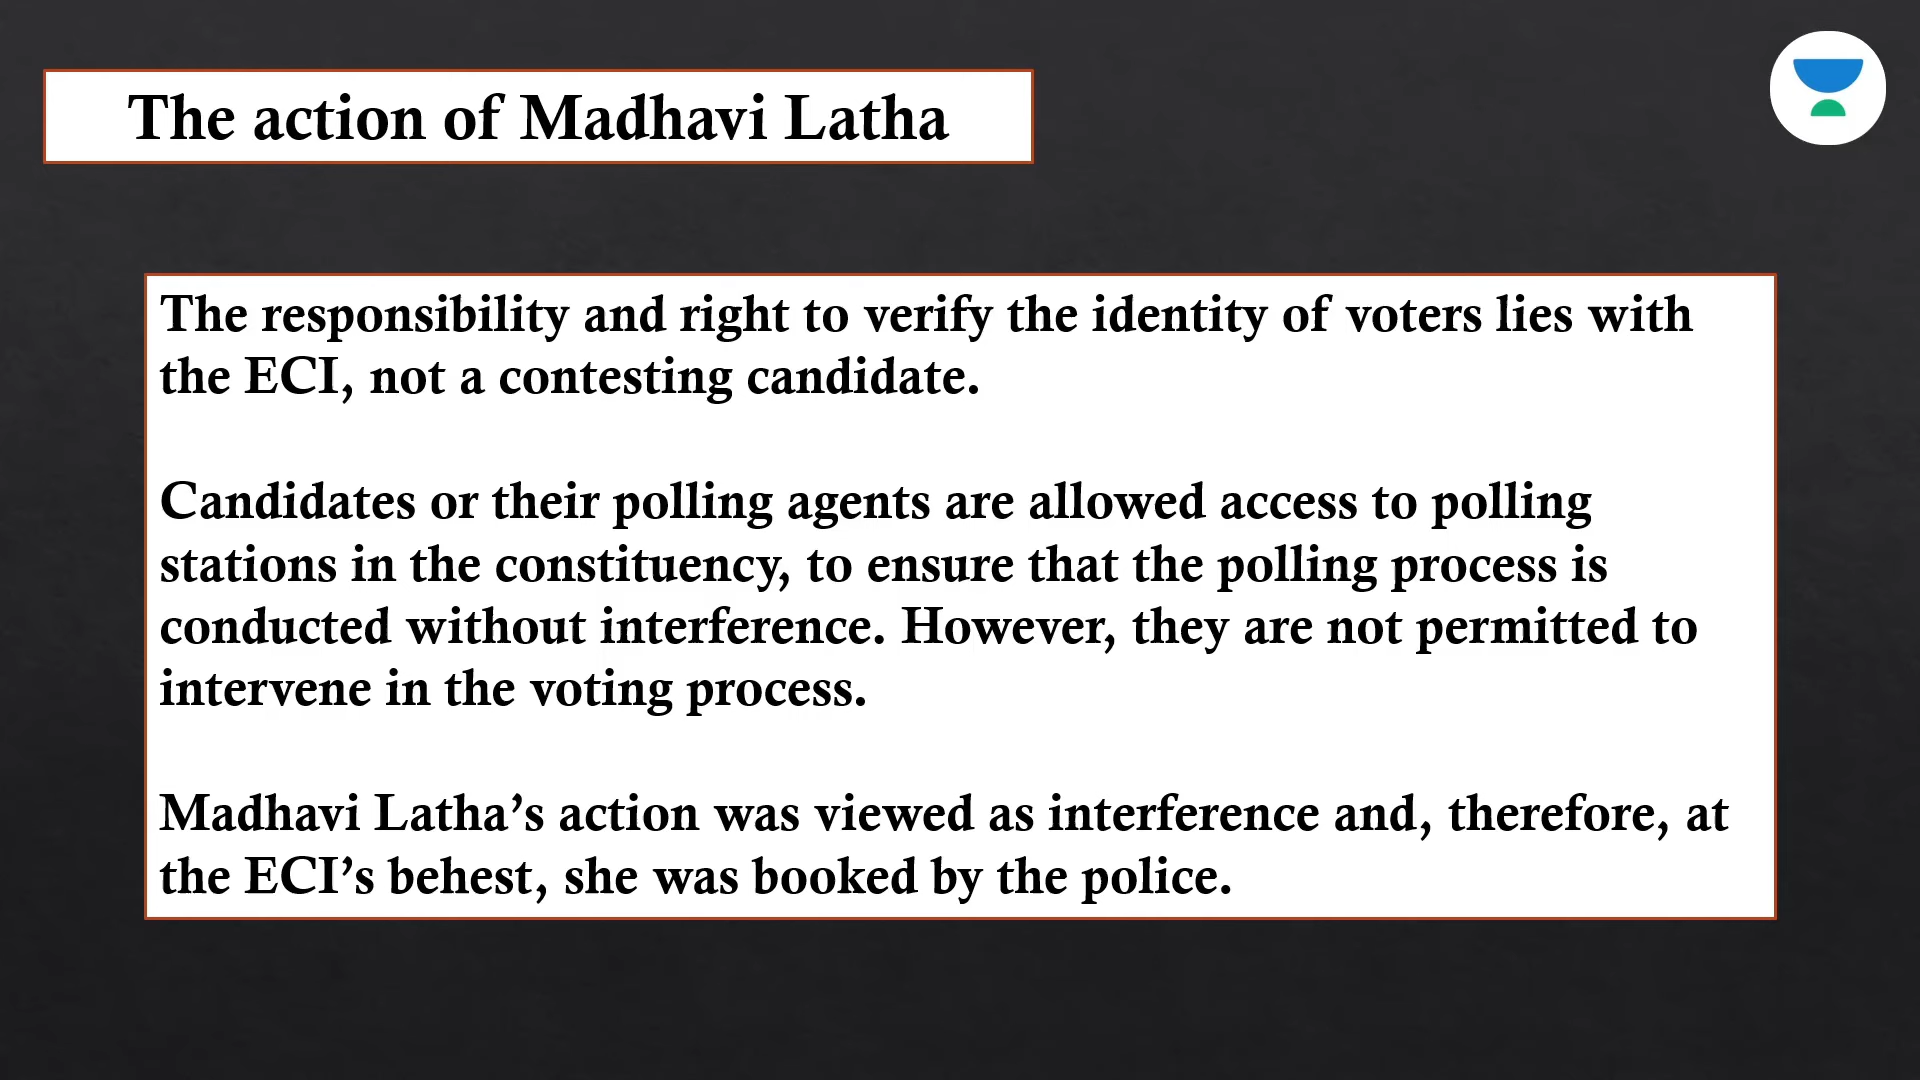 The action of Madhavi Latha
The responsibility and right to verify the identity of voters lies with
the ECI, not a contesting candidate.
Candidates or their polling agents are allowed access to polling
stations in the constituency, to ensure that the polling process is
conducted without interference. However, they are not permitted to
intervene in the voting process.
Madhavi Latha’s action was viewed as interference and, therefore, at
the ECI’s behest, she was booked by the police.